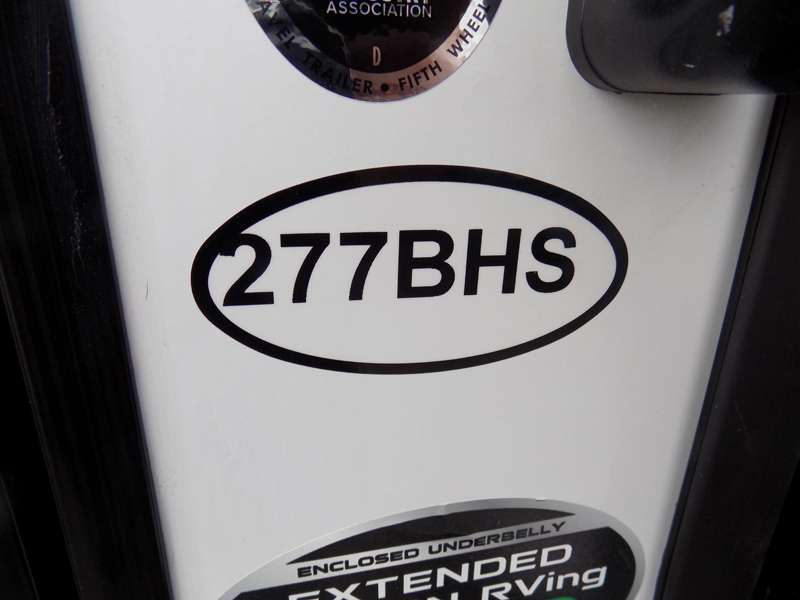 ASSOCIATION
D
TRAILER • FIFTH WHEEL
277BHS
ENCLOSED UNDERBELLY
EXTENDED
RVing